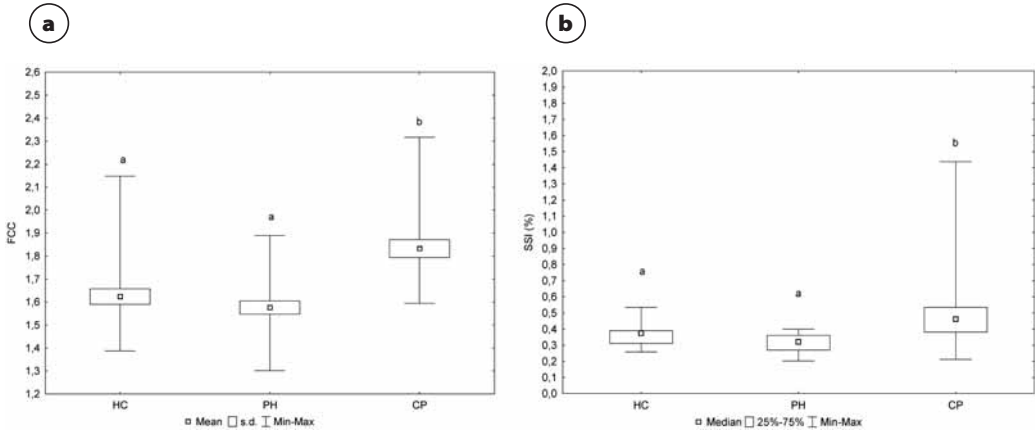 a
2,6
2,5
2,4
2,3
2,2
2,1
2,0
1,9
1,8
1,7
1,6
1,5
1,4
1,3
1,2
FCC
a
a
b
HC PH CP
Mean s.d. Min-Max
b
2,0
1,9
1,8
1,7
1,6
1,5
1,4
1,3
1,2
1,1
1,0
0,9
0,8
0,7
0,6
0,5
0,4
0,3
0,2
0,1
0,0
SSI (%)
a
a
b
HC PH CP
Median 25%-75% Min-Max